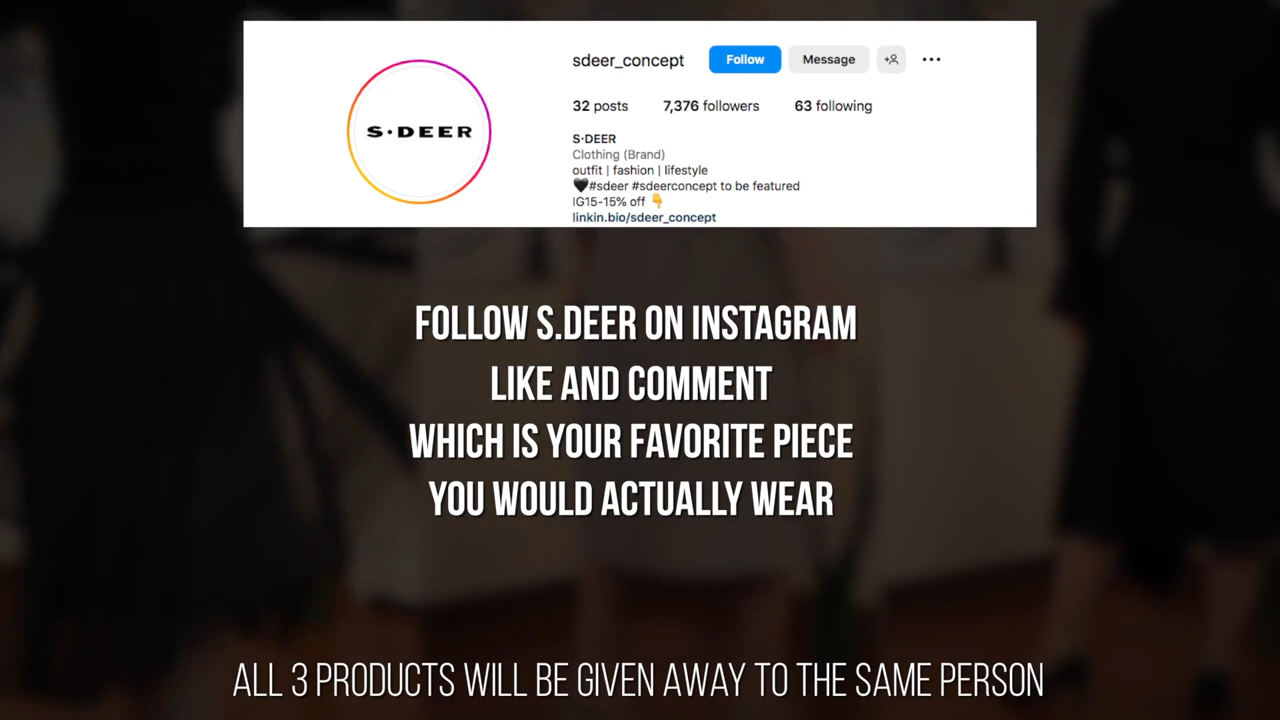 S·DEER
sdeer_concept Follow Message
32 posts 7,376 followers 63 following
S·DEER
Clothing (Brand)
outfit | fashion | lifestyle
🖤#sdeer #sdeerconcept to be featured
IG15-15% off 👇
linkin.bio/sdeer_concept
FOLLOW S.DEER ON INSTAGRAM
LIKE AND COMMENT
WHICH IS YOUR FAVORITE PIECE
YOU WOULD ACTUALLY WEAR
ALL 3 PRODUCTS WILL BE GIVEN AWAY TO THE SAME PERSON